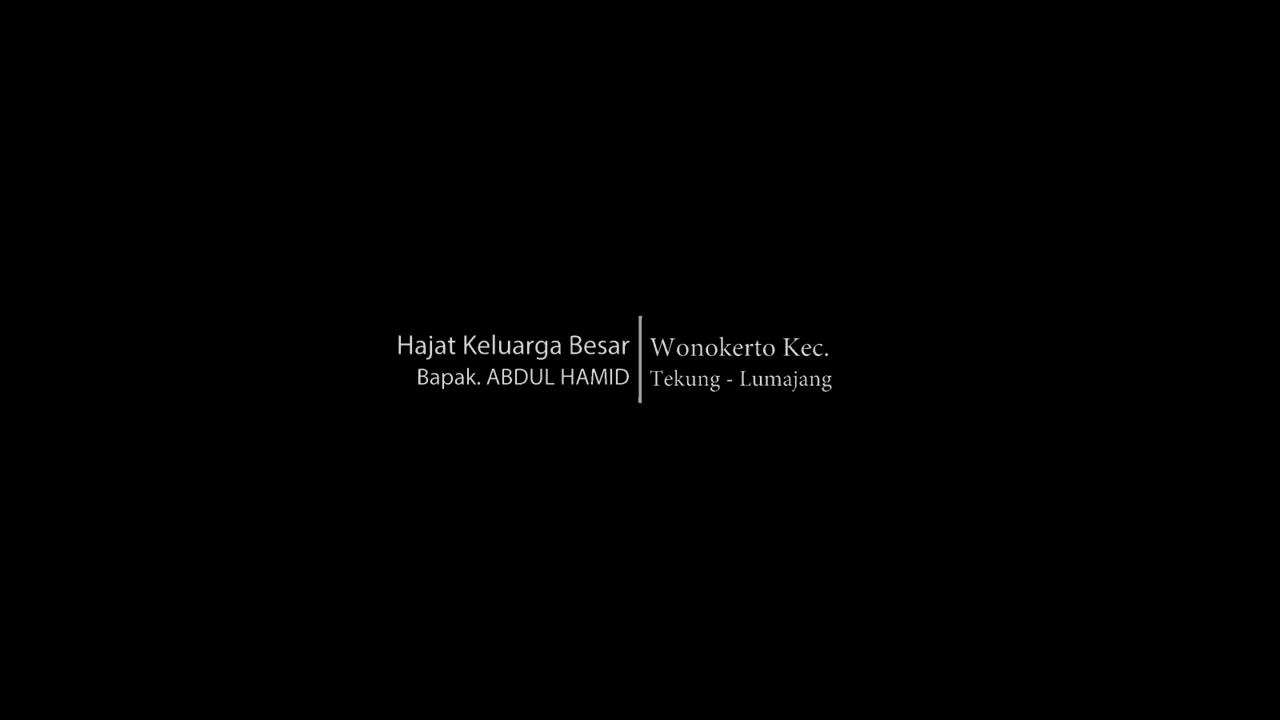 Hajat Keluarga Besar
Bapak. ABDUL HAMID
Wonokerto Kec.
Tekung - Lumajang